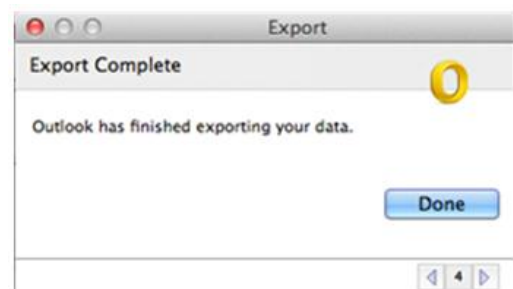 Export
Export Complete
O
Outlook has finished exporting your data.
Done
4